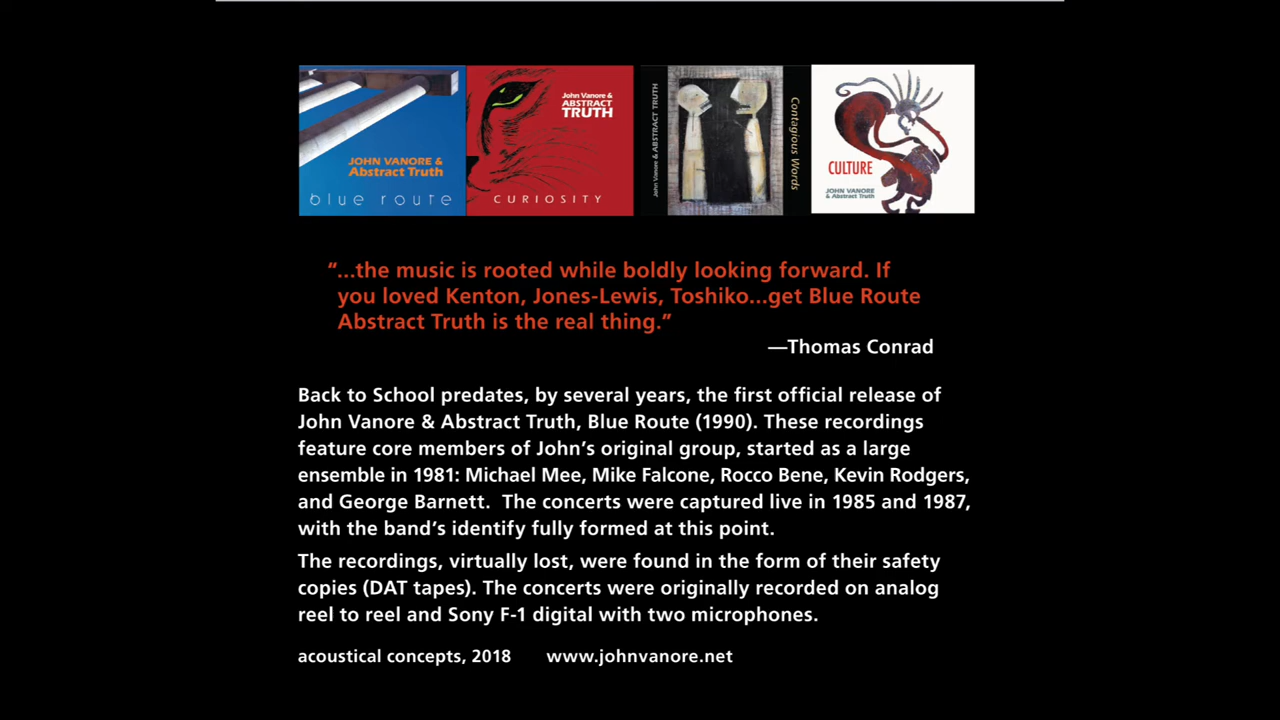 JOHN VANORE &
Abstract Truth
blue route
John Vanore &
ABSTRACT
TRUTH
CURIOSITY
John Vanore & ABSTRACT TRUTH
Contagious Words
CULTURE
JOHN VANORE
& Abstract Truth
“...the music is rooted while boldly looking forward. If
you loved Kenton, Jones-Lewis, Toshiko...get Blue Route
Abstract Truth is the real thing.”
—Thomas Conrad
Back to School predates, by several years, the first official release of
John Vanore & Abstract Truth, Blue Route (1990). These recordings
feature core members of John’s original group, started as a large
ensemble in 1981: Michael Mee, Mike Falcone, Rocco Bene, Kevin Rodgers,
and George Barnett.  The concerts were captured live in 1985 and 1987,
with the band’s identify fully formed at this point.
The recordings, virtually lost, were found in the form of their safety
copies (DAT tapes). The concerts were originally recorded on analog
reel to reel and Sony F-1 digital with two microphones.
acoustical concepts, 2018 www.johnvanore.net